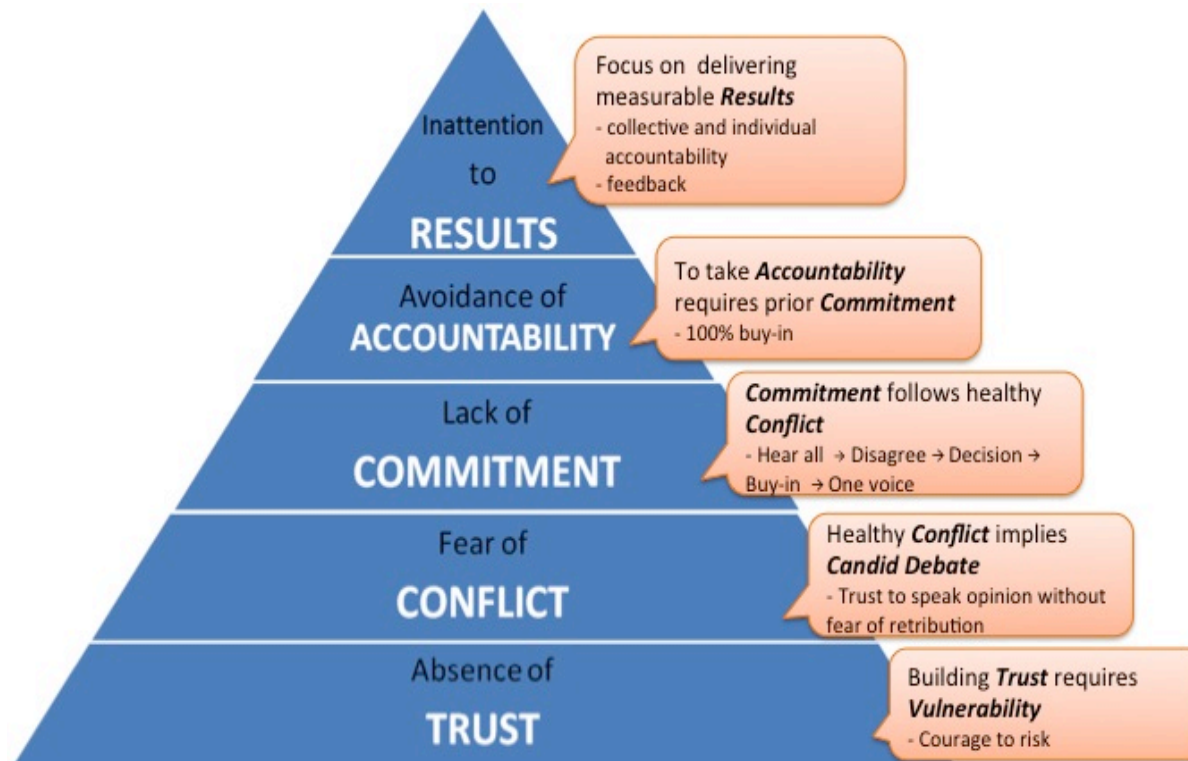 Inattention
to
RESULTS
Focus on delivering
measurable Results
- collective and individual
accountability
- feedback
Avoidance of
ACCOUNTABILITY
To take Accountability
requires prior Commitment
- 100% buy-in
Lack of
COMMITMENT
Commitment follows healthy
Conflict
- Hear all → Disagree → Decision →
Buy-in → One voice
Fear of
CONFLICT
Healthy Conflict implies
Candid Debate
- Trust to speak opinion without
fear of retribution
Absence of
TRUST
Building Trust requires
Vulnerability
- Courage to risk